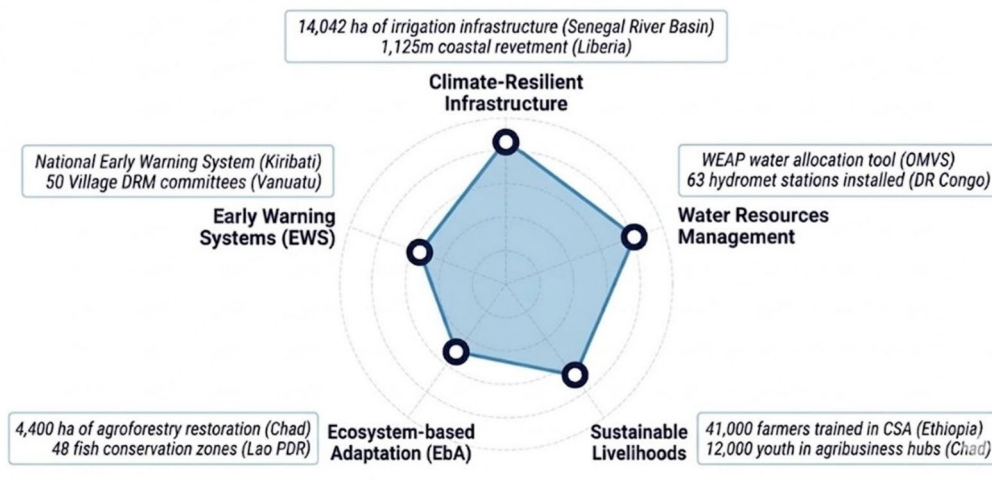 14,042 ha of irrigation infrastructure (Senegal River Basin)
1,125m coastal revetment (Liberia)
Climate-Resilient
Infrastructure
National Early Warning System (Kiribati)
50 Village DRM committees (Vanuatu)
Early Warning
Systems (EWS)
WEAP water allocation tool (OMVS)
63 hydromet stations installed (DR Congo)
Water Resources
Management
4,400 ha of agroforestry restoration (Chad)
48 fish conservation zones (Lao PDR)
Ecosystem-based
Adaptation (EbA)
Sustainable
Livelihoods
41,000 farmers trained in CSA (Ethiopia)
12,000 youth in agribusiness hubs (Chad)